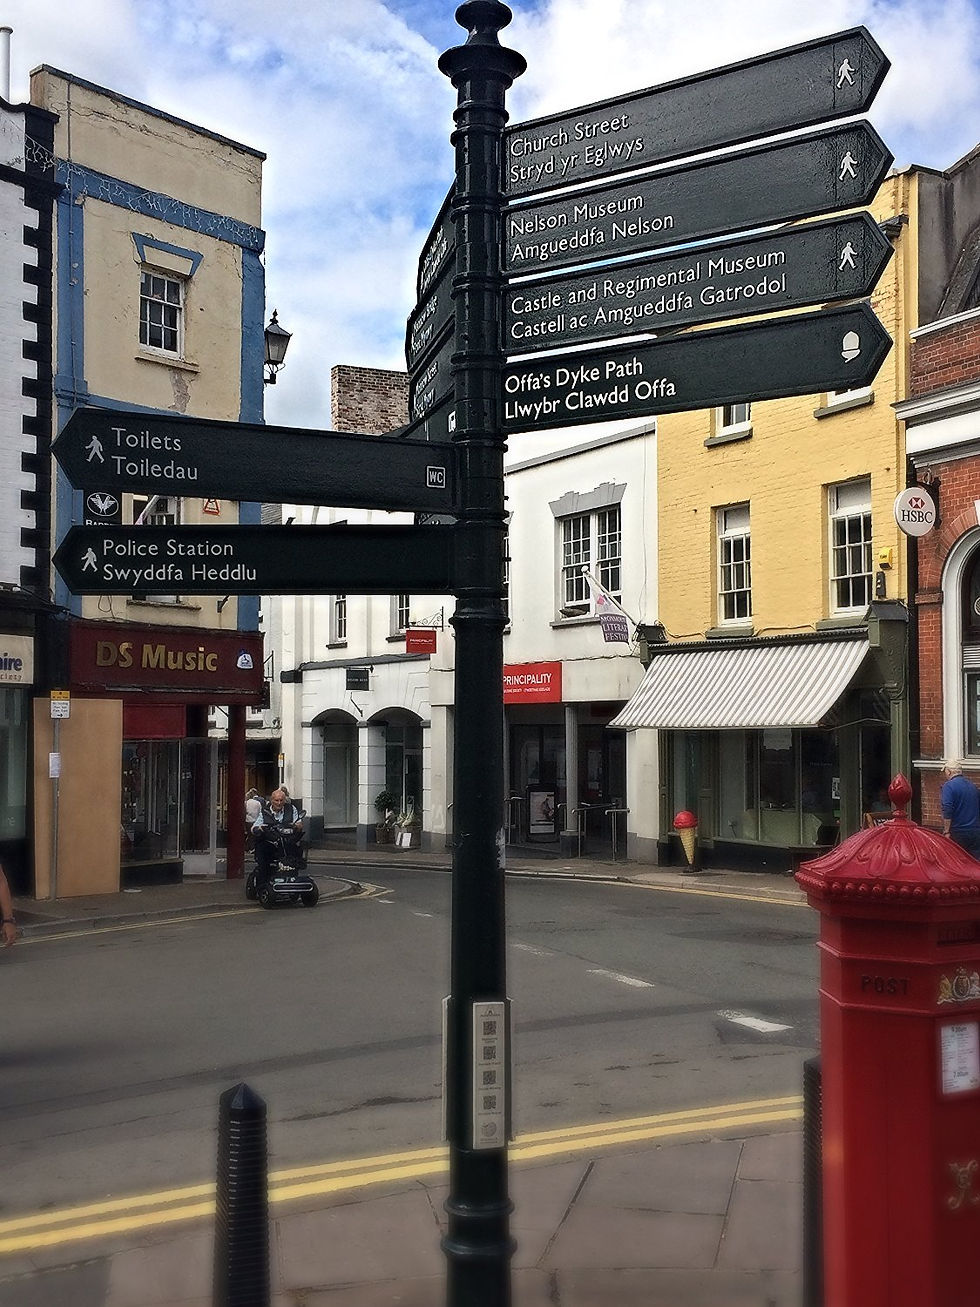 Church Street
Stryd yr Eglwys
Nelson Museum
Amgueddfa Nelson
Castle and Regimental Museum
Castell ac Amgueddfa Gatrodol
Offa's Dyke Path
Llwybr Clawdd Offa
Toilets
Toiledau
WC
Police Station
Swyddfa Heddlu
HSBC
DS Music
PRINCIPALITY
PRINCIPALITY
POST